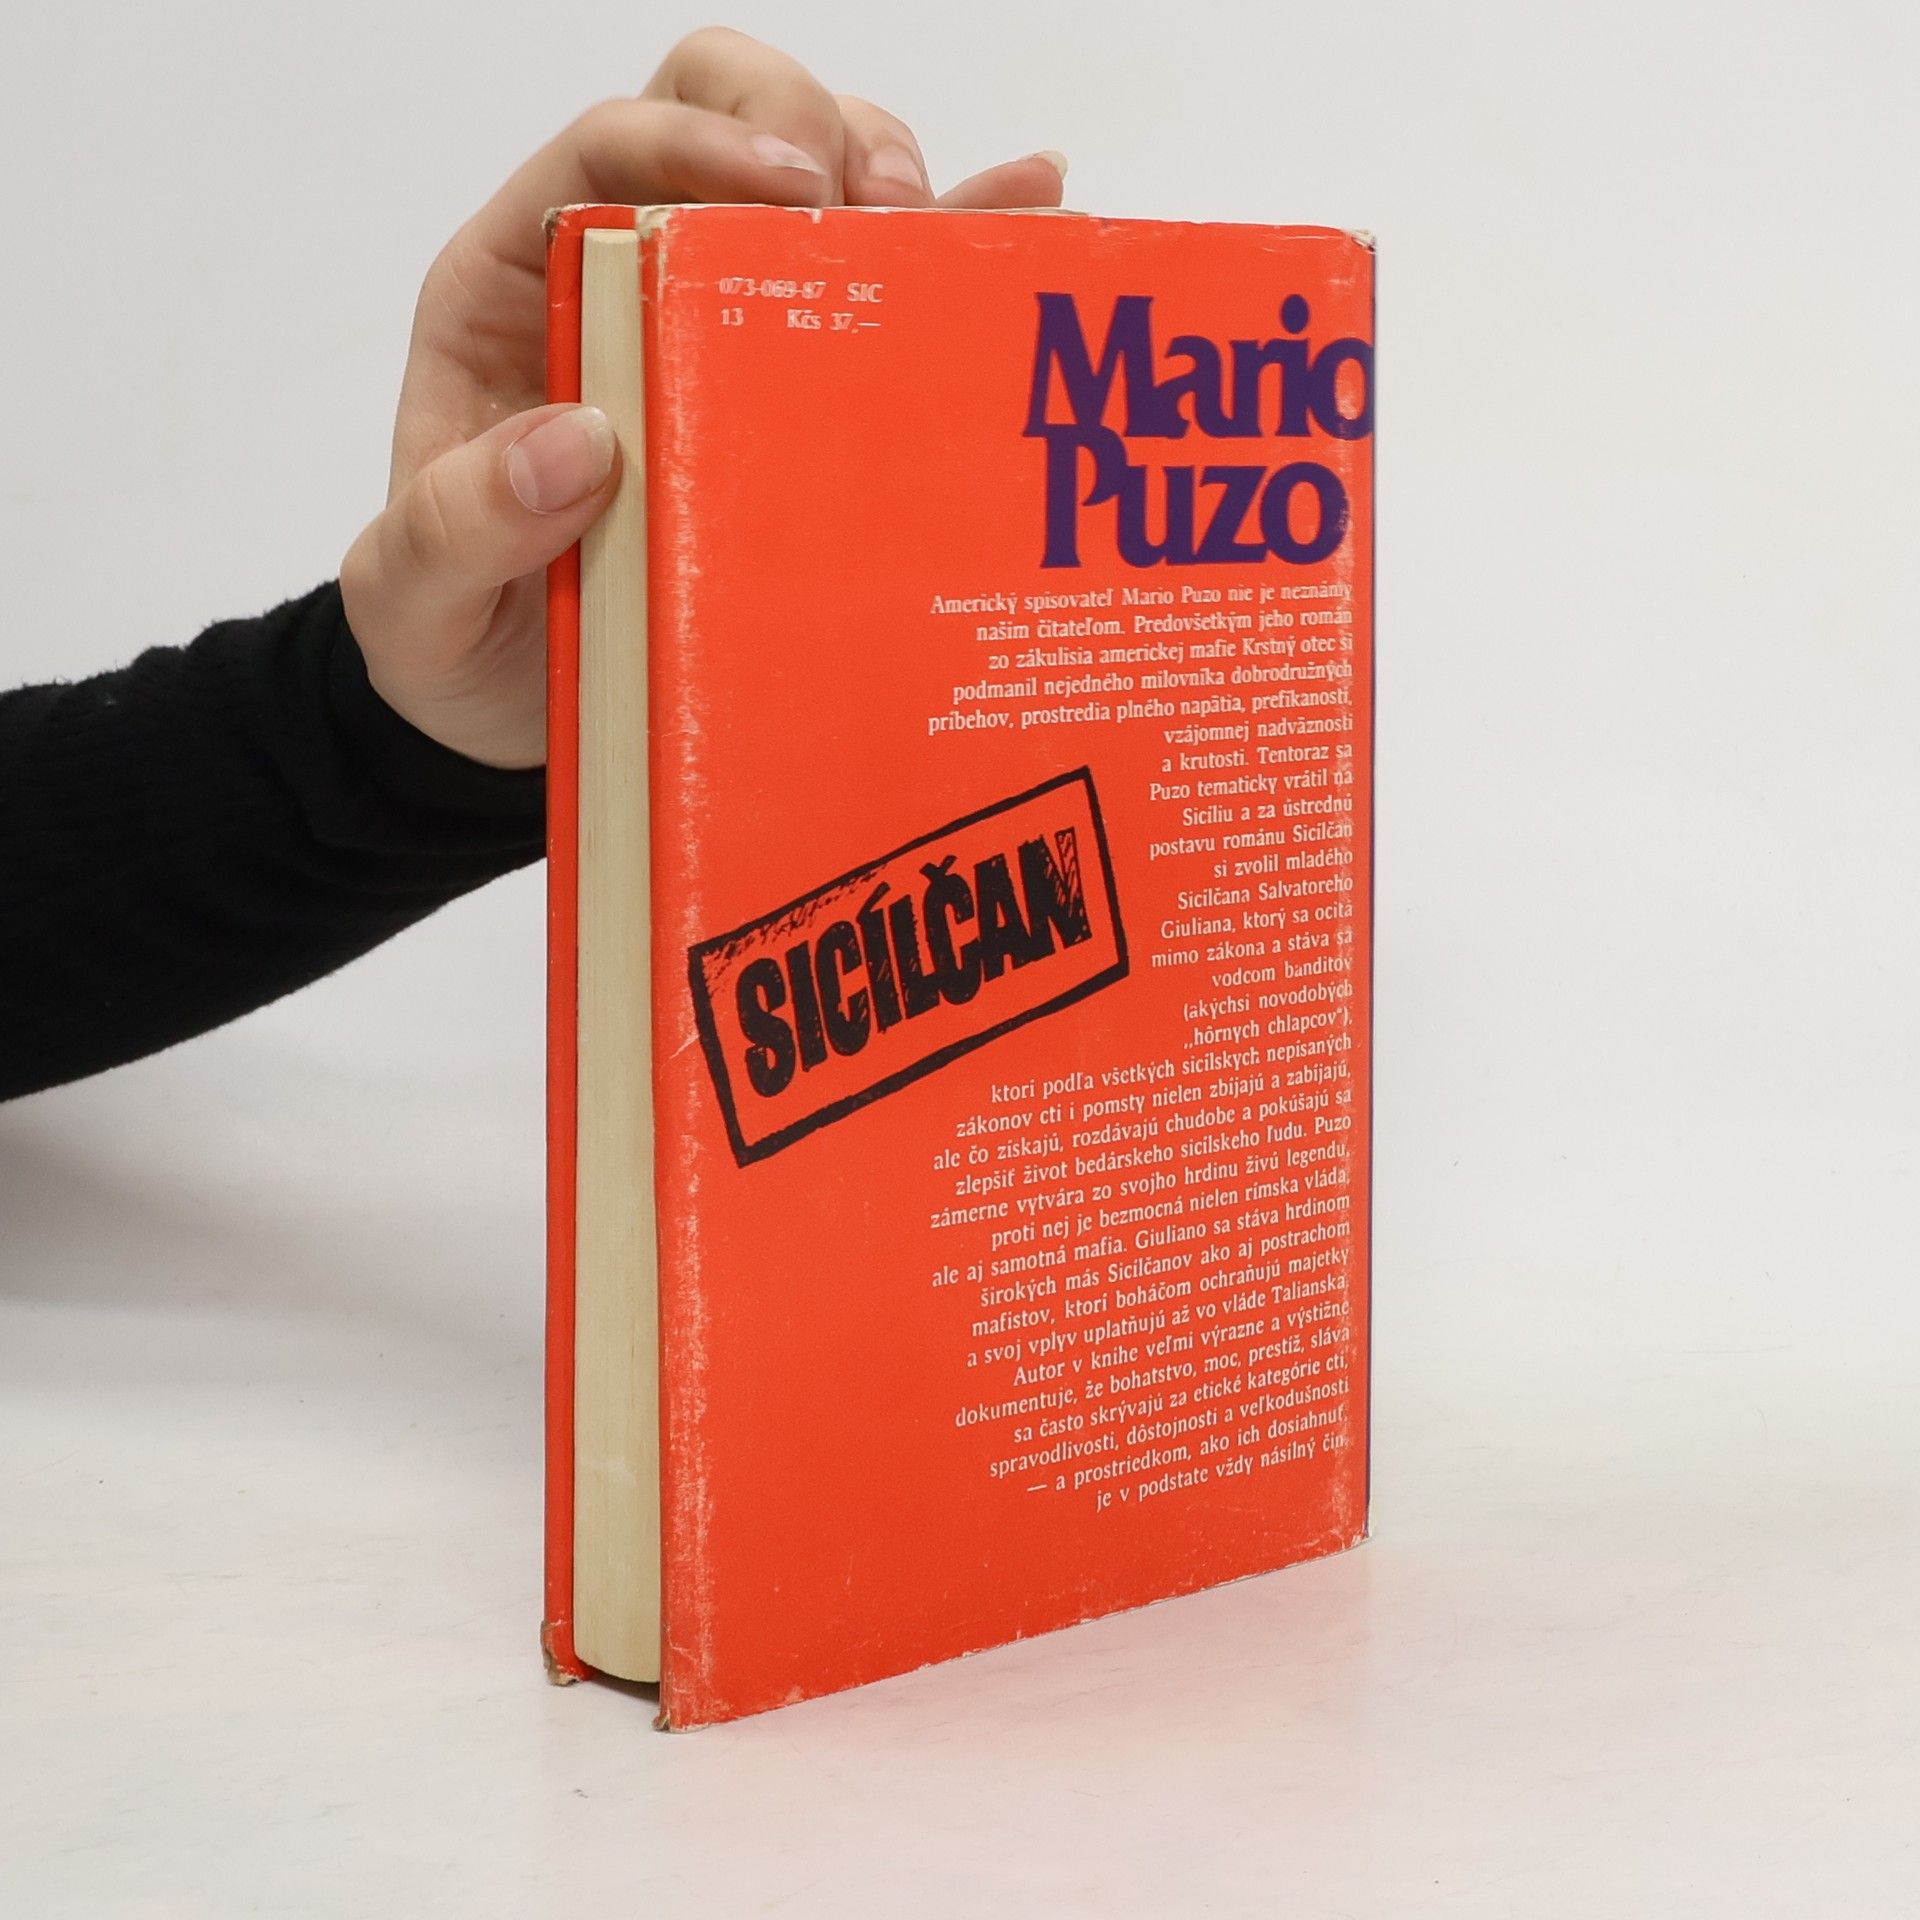 073-069-87 SIC
13 Kčs 37,—
Mario
Puzo
Americký spisovateľ Mario Puzo nie je neznámy
našim čitateľom. Predovšetkým jeho román
zo zákulisia americkej mafie Krstný otec si
podmanil nejedného milovníka dobrodružných
príbehov, prostredia plného napätia, prefíkanosti,
vzájomnej nadväznosti
a krutosti. Tentoraz sa
Puzo tematicky vrátil na
Sicíliu a za ústrednú
postavu románu Sicílčan
si zvolil mladého
Sicílčana Salvatoreho
Giuliana, ktorý sa ocitá
mimo zákona a stáva sa
vodcom banditov
(akýchsi novodobých
„hôrnych chlapcov"),
ktorí podľa všetkých sicílskych nepísaných
zákonov cti i pomsty nielen zbíjajú a zabíjajú,
ale čo získajú, rozdávajú chudobe a pokúšajú sa
zlepšiť život bedárskeho sicílskeho ľudu. Puzo
zámerne vytvára zo svojho hrdinu živú legendu,
proti nej je bezmocná nielen rímska vláda,
ale aj samotná mafia. Giuliano sa stáva hrdinom
širokých más Sicílčanov ako aj postrachom
mafistov, ktorí boháčom ochraňujú majetky
a svoj vplyv uplatňujú až vo vláde Talianska.
Autor v knihe veľmi výrazne a výstižne
dokumentuje, že bohatstvo, moc, prestíž, sláva
sa často skrývajú za etické kategórie cti,
spravodlivosti, dôstojnosti a veľkodušnosti
— a prostriedkom, ako ich dosiahnuť,
je v podstate vždy násilný čin.
SICÍLČAN